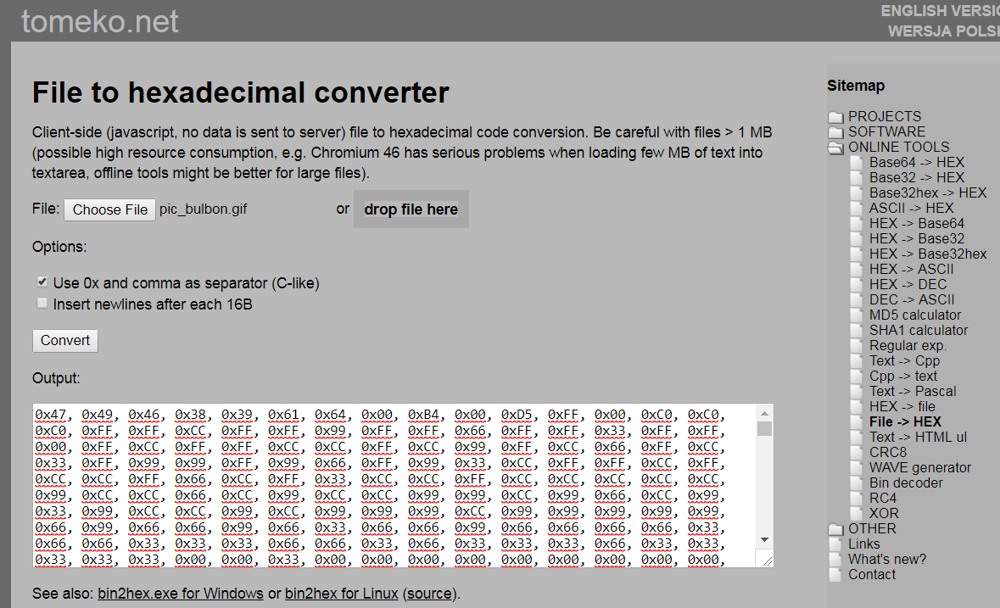 tomeko.net
ENGLISH VERSI
WERSJA POLS
File to hexadecimal converter
Client-side (javascript, no data is sent to server) file to hexadecimal code conversion. Be careful with files > 1 MB
(possible high resource consumption, e.g. Chromium 46 has serious problems when loading few MB of text into
textarea, offline tools might be better for large files).
File: Choose File pic_bulbon.gif or drop file here
Options:
Use 0x and comma as separator (C-like)
Insert newlines after each 16B
Convert
Output:
0x47, 0x49, 0x46, 0x38, 0x39, 0x61, 0x64, 0x00, 0xB4, 0x00, 0xD5, 0xFF, 0x00, 0xC0, 0xC0,
0xC0, 0xFF, 0xFF, 0xCC, 0xFF, 0xFF, 0x99, 0xFF, 0xFF, 0x66, 0xFF, 0xFF, 0x33, 0xFF, 0xFF,
0x00, 0xFF, 0xCC, 0xFF, 0xFF, 0xCC, 0xCC, 0xFF, 0xCC, 0x99, 0xFF, 0xCC, 0x66, 0xFF, 0xCC,
0x33, 0xFF, 0x99, 0x99, 0xFF, 0x99, 0x66, 0xFF, 0x99, 0x33, 0xCC, 0xFF, 0xFF, 0xCC, 0xFF,
0xCC, 0xCC, 0xFF, 0x66, 0xCC, 0xFF, 0x33, 0xCC, 0xCC, 0xFF, 0xCC, 0xCC, 0xCC, 0xCC, 0xCC,
0x99, 0xCC, 0xCC, 0x66, 0xCC, 0x99, 0xCC, 0xCC, 0x99, 0x99, 0xCC, 0x99, 0x66, 0xCC, 0x99,
0x33, 0x99, 0xCC, 0xCC, 0x99, 0xCC, 0x99, 0x99, 0xCC, 0x99, 0x99, 0x99, 0x99, 0x99, 0x99,
0x66, 0x99, 0x66, 0x66, 0x99, 0x66, 0x33, 0x66, 0x66, 0x99, 0x66, 0x66, 0x66, 0x66, 0x33,
0x66, 0x66, 0x33, 0x33, 0x33, 0x66, 0x66, 0x33, 0x66, 0x33, 0x33, 0x33, 0x66, 0x33, 0x33,
0x33, 0x33, 0x33, 0x00, 0x00, 0x33, 0x00, 0x00, 0x00, 0x00, 0x00, 0x00, 0x00, 0x00, 0x00,
See also: bin2hex.exe for Windows or bin2hex for Linux (source).
Sitemap
PROJECTS
SOFTWARE
ONLINE TOOLS
Base64 -> HEX
Base32 -> HEX
Base32hex -> HEX
ASCII -> HEX
HEX -> Base64
HEX -> Base32
HEX -> Base32hex
HEX -> ASCII
HEX -> DEC
DEC -> ASCII
MD5 calculator
SHA1 calculator
Regular exp.
Text -> Cpp
Cpp -> text
Text -> Pascal
HEX -> file
File -> HEX
Text -> HTML ul
CRC8
WAVE generator
Bin decoder
RC4
XOR
OTHER
Links
What's new?
Contact